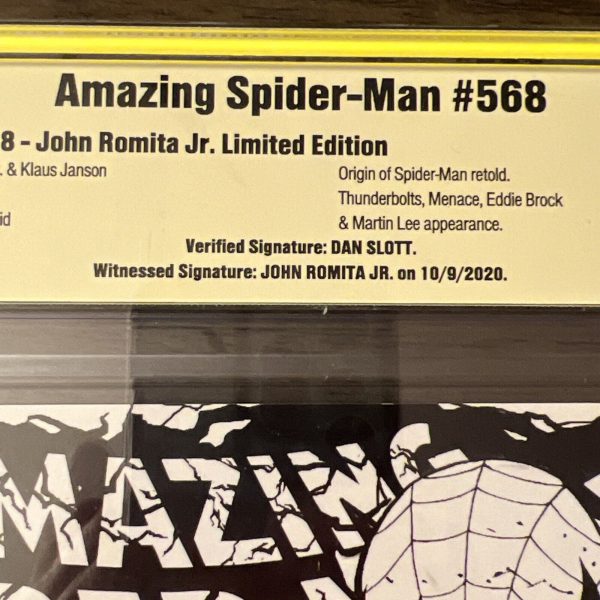 Amazing Spider-Man #568
8 - John Romita Jr. Limited Edition
. & Klaus Janson
Origin of Spider-Man retold.
Thunderbolts, Menace, Eddie Brock
id
& Martin Lee appearance.
Verified Signature: DAN SLOTT.
Witnessed Signature: JOHN ROMITA JR. on 10/9/2020.
MAZING